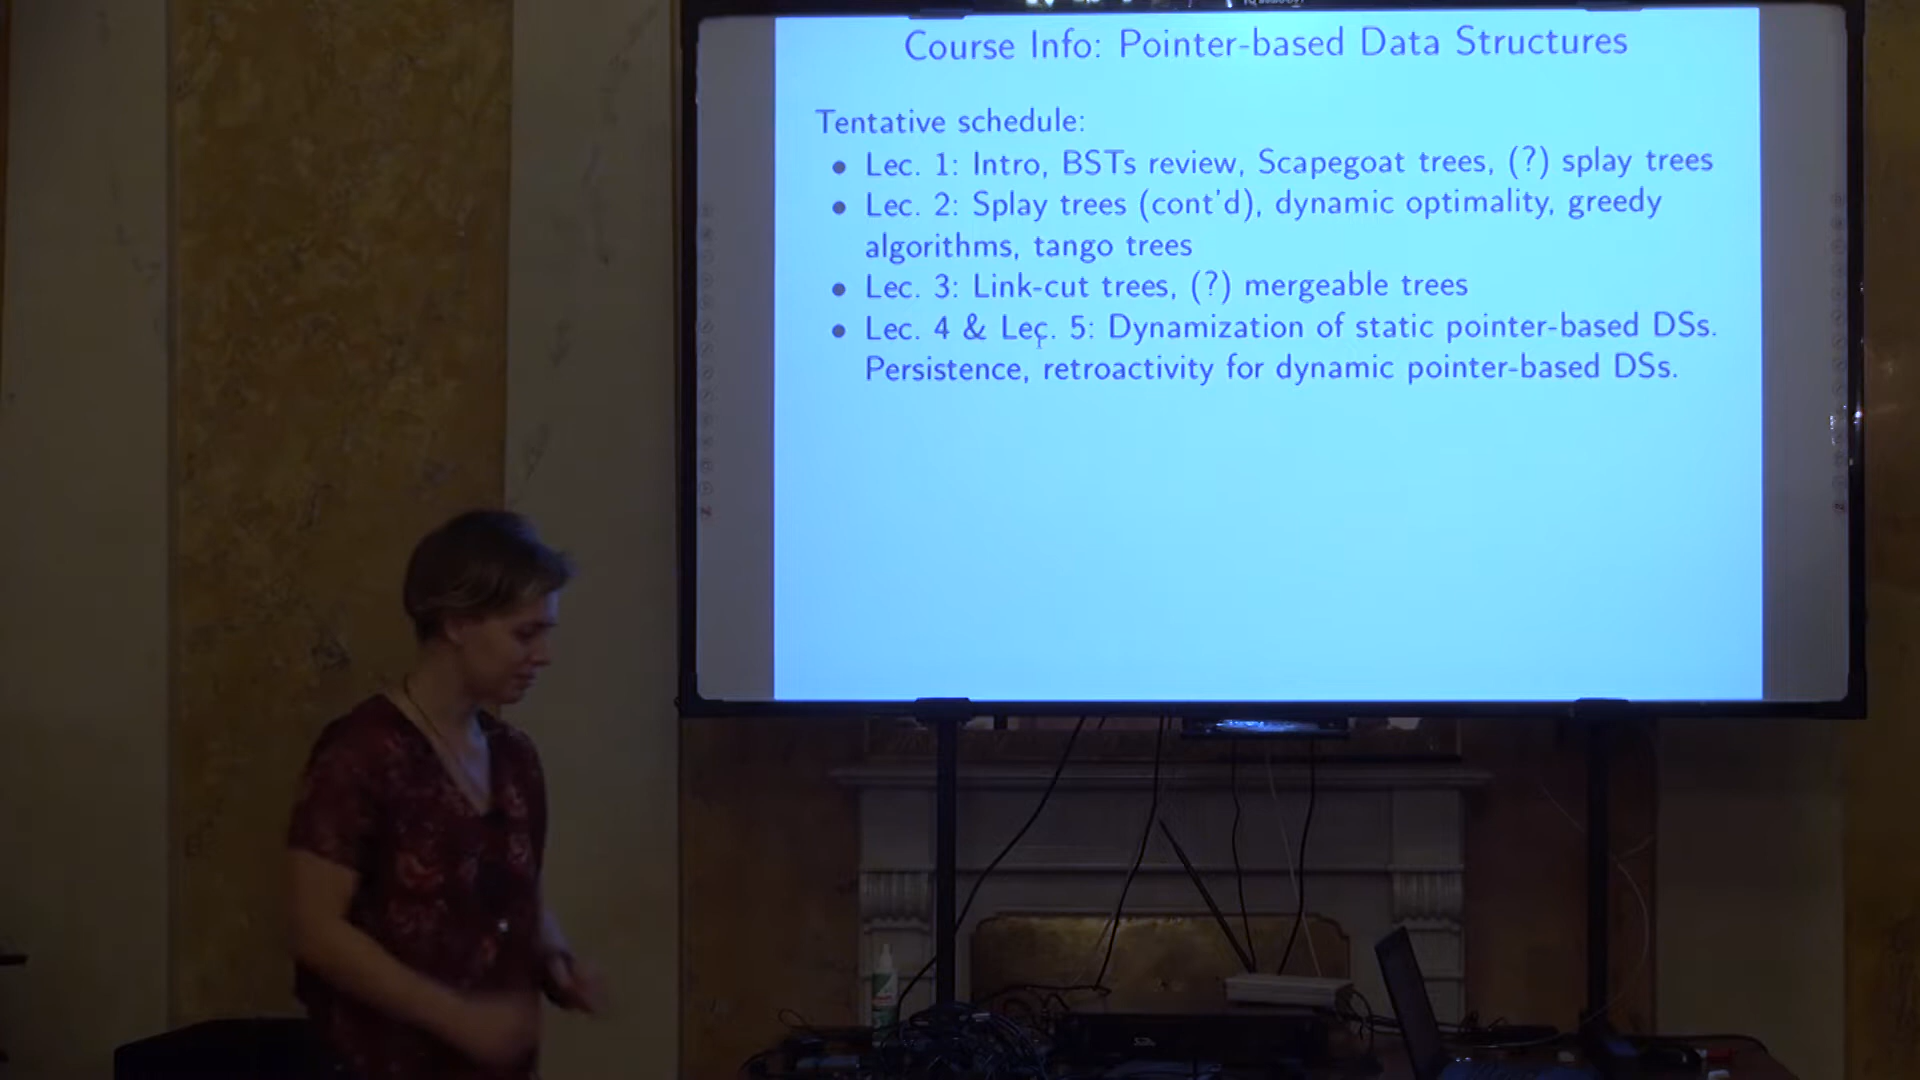 Course Info: Pointer-based Data Structures
Tentative schedule:
• Lec. 1: Intro, BSTs review, Scapegoat trees, (?) splay trees
• Lec. 2: Splay trees (cont'd), dynamic optimality, greedy
algorithms, tango trees
• Lec. 3: Link-cut trees, (?) mergeable trees
• Lec. 4 & Lec. 5: Dynamization of static pointer-based DSs.
Persistence, retroactivity for dynamic pointer-based DSs.